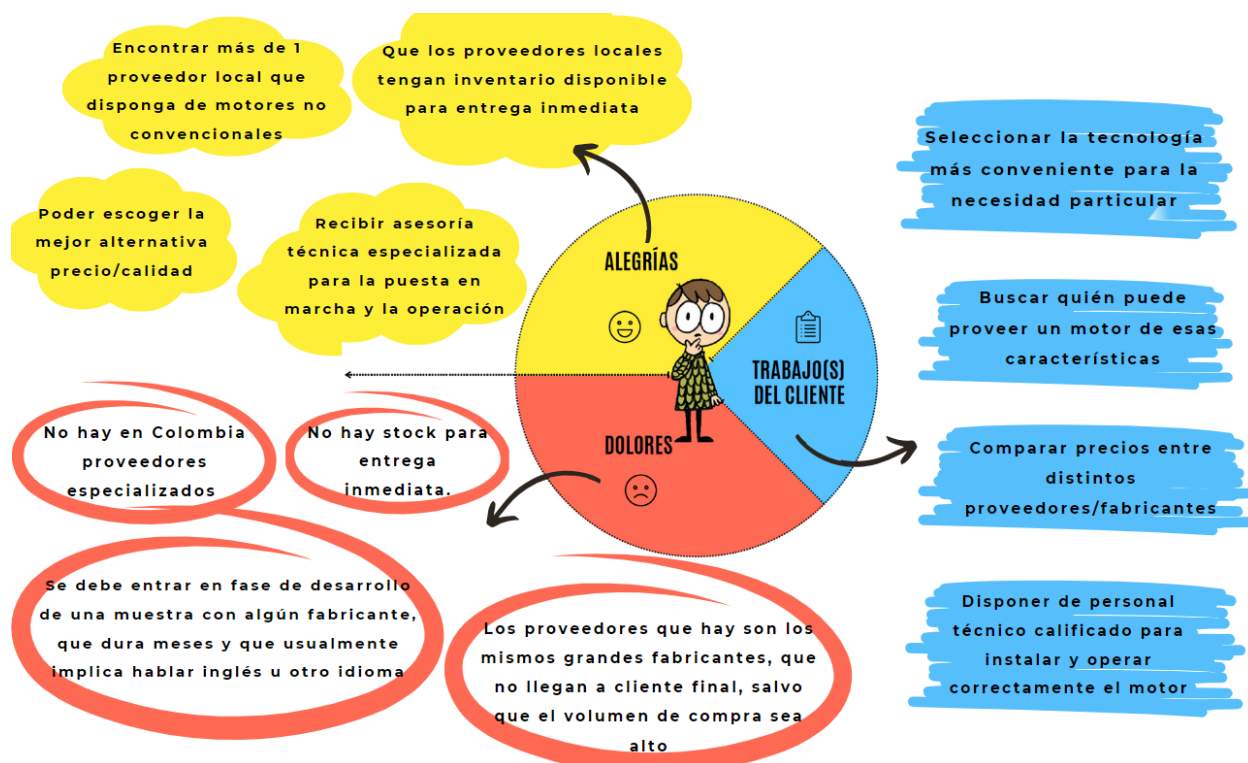 Encontrar más de 1
proveedor local que
disponga de motores no
convencionales
Que los proveedores locales
tengan inventario disponible
para entrega inmediata
Poder escoger la
mejor alternativa
precio/calidad
Recibir asesoría
técnica especializada
para la puesta en
marcha y la operación
ALEGRÍAS
TRABAJO(S)
DEL CLIENTE
DOLORES
Seleccionar la tecnología
más conveniente para la
necesidad particular
Buscar quién puede
proveer un motor de esas
características
Comparar precios entre
distintos
proveedores/fabricantes
Disponer de personal
técnico calificado para
instalar y operar
correctamente el motor
No hay en Colombia
proveedores
especializados
No hay stock para
entrega
inmediata.
Se debe entrar en fase de desarrollo
de una muestra con algún fabricante,
que dura meses y que usualmente
implica hablar inglés u otro idioma
Los proveedores que hay son los
mismos grandes fabricantes, que
no llegan a cliente final, salvo
que el volumen de compra sea
alto